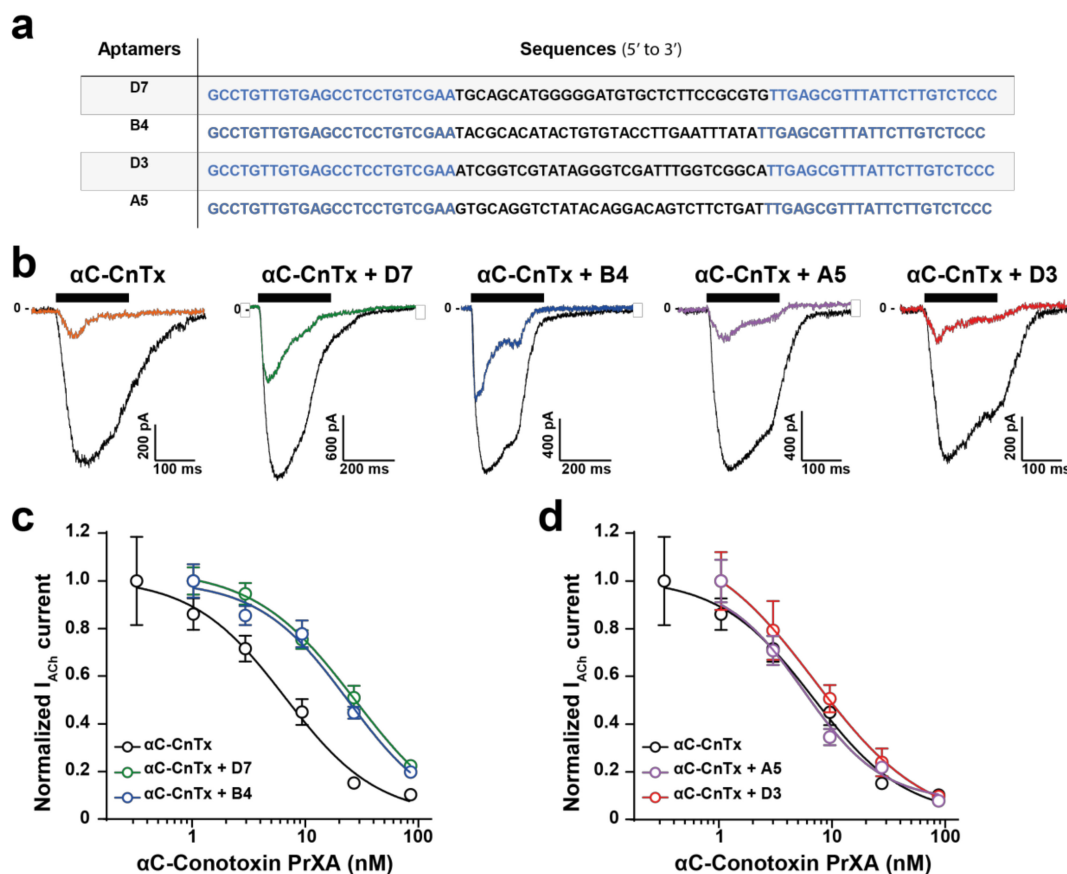 a
Aptamers Sequences (5' to 3')
D7 GCCTGTTGTGAGCCTCCTGTCGAATGCAGCATGGGGGATGTGCTCTTCCGCGTGTTGAGCGTTTATTCTTGTCTCCC
B4 GCCTGTTGTGAGCCTCCTGTCGAATACGCACATACTGTGTACCTTGAATTTATATTGAGCGTTTATTCTTGTCTCCC
D3 GCCTGTTGTGAGCCTCCTGTCGAAATCGGTCGTATAGGGTCGATTTGGTCGGCATTGAGCGTTTATTCTTGTCTCCC
A5 GCCTGTTGTGAGCCTCCTGTCGAAGTGCAGGTCTATACAGGACAGTCTTCTGATTTGAGCGTTTATTCTTGTCTCCC
b
αC-CnTx αC-CnTx + D7 αC-CnTx + B4 αC-CnTx + A5 αC-CnTx + D3
0 - 0 - 0 - 0 - 0 -
200 pA 600 pA 400 pA 400 pA 200 pA
100 ms 200 ms 200 ms 100 ms 100 ms
c
Normalized IACh current
1.2
1.0
0.8
0.6
0.4
0.2
0
αC-CnTx
αC-CnTx + D7
αC-CnTx + B4
1 10 100
αC-Conotoxin PrXA (nM)
d
Normalized IACh current
1.2
1.0
0.8
0.6
0.4
0.2
0
αC-CnTx
αC-CnTx + A5
αC-CnTx + D3
1 10 100
αC-Conotoxin PrXA (nM)